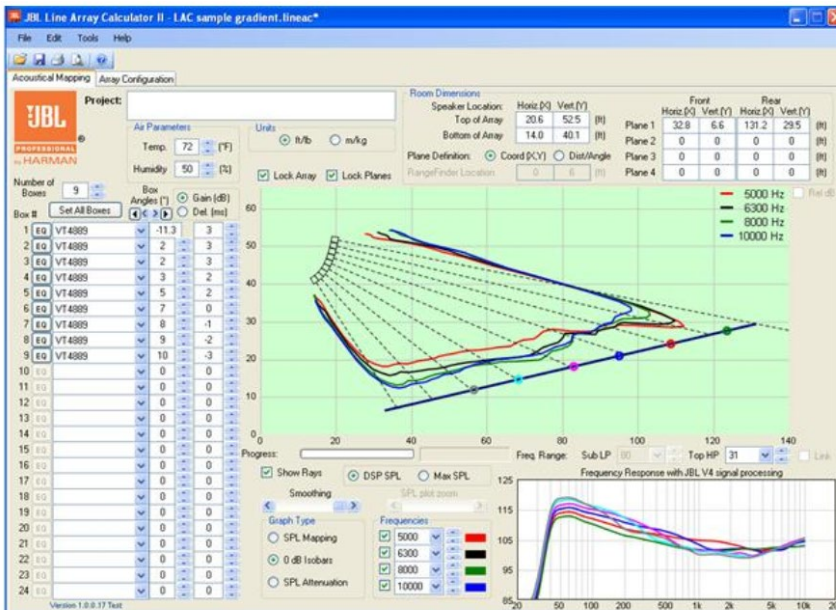 JBL Line Array Calculator II - LAC sample gradient.lineac*
File Edit Tools Help
Acoustical Mapping Array Configuration
JBL
PROFESSIONAL
by HARMAN
Project:
Air Parameters
Temp. 72 (°F)
Humidity 50 (%)
Units
ft/lb m/kg
Lock Array Lock Planes
Room Dimensions
Speaker Location: Horiz.(X) Vert.(Y)
Top of Array 20.6 52.5 (ft)
Bottom of Array 14.0 40.1 (ft)
Plane Definition: Coord (X,Y) Dist/Angle
RangeFinder Location 0 6 (ft)
Front Rear
Horiz.(X) Vert.(Y) Horiz.(X) Vert.(Y)
Plane 1 32.8 6.6 131.2 29.5 (ft)
Plane 2 0 0 0 0 (ft)
Plane 3 0 0 0 0 (ft)
Plane 4 0 0 0 0 (ft)
Number of Boxes 9
Box Angles (°)
Gain (dB)
Del. (ms)
Box # Set All Boxes
1 EQ VT4889 -11.3 3
2 EQ VT4889 2 3
3 EQ VT4889 2 3
4 EQ VT4889 3 2
5 EQ VT4889 5 2
6 EQ VT4889 7 0
7 EQ VT4889 8 -1
8 EQ VT4889 9 -2
9 EQ VT4889 10 -3
10 EQ 0 0
11 EQ 0 0
12 EQ 0 0
13 EQ 0 0
14 EQ 0 0
15 EQ 0 0
16 EQ 0 0
17 EQ 0 0
18 EQ 0 0
19 EQ 0 0
20 EQ 0 0
21 EQ 0 0
22 EQ 0 0
23 EQ 0 0
24 EQ 0 0
Version 1.0.0.17 Test
5000 Hz
6300 Hz
8000 Hz
10000 Hz
Rel dB
60
50
40
30
20
10
0
0 20 40 60 80 100 120 140
Progress:
Freq. Range: Sub LP 80 Top HP 31 Link
Show Rays DSP SPL Max SPL
Smoothing
SPL plot zoom
Graph Type
SPL Mapping
0 dB Isobars
SPL Attenuation
Frequencies
5000
6300
8000
10000
Frequency Response with JBL V4 signal processing
125
115
105
95
85
20 50 100 200 500 1k 2k 5k 10k